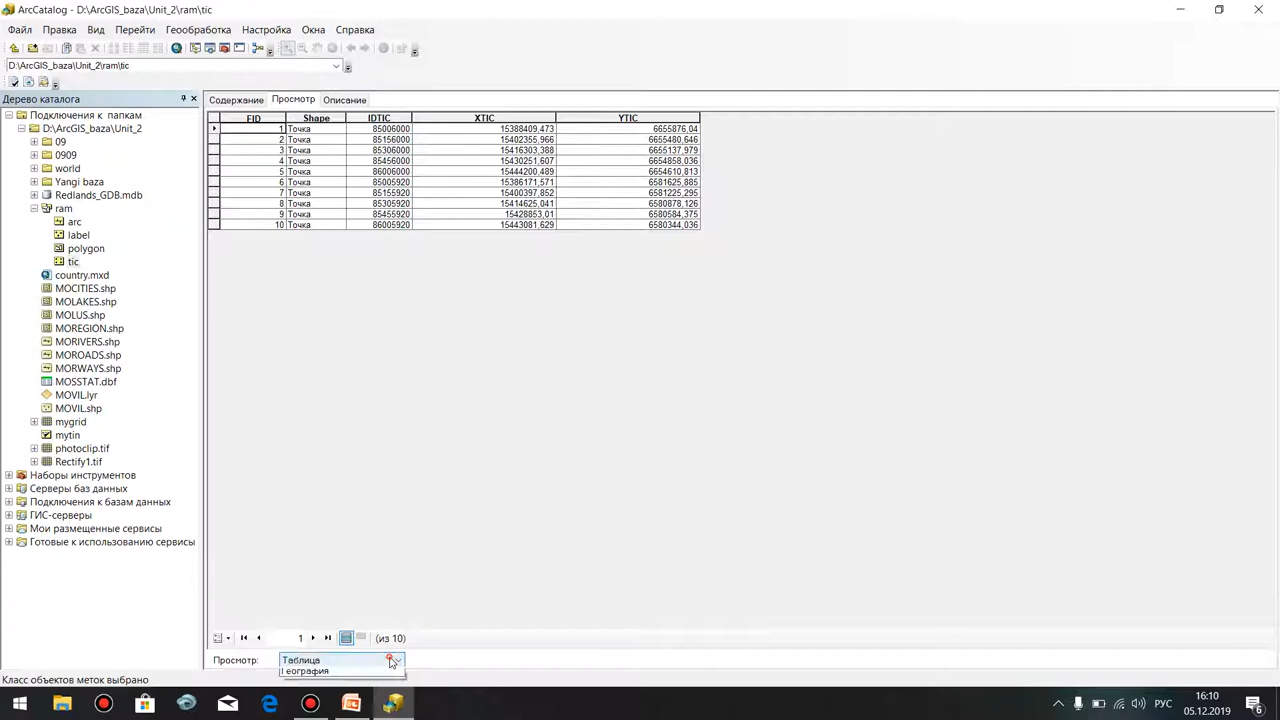 ArcCatalog - D:\ArcGIS_baza\Unit_2\ram\tic
Файл Правка Вид Перейти Геообработка Настройка Окна Справка
D:\ArcGIS_baza\Unit_2\ram\tic
Дерево каталога
Подключения к папкам
D:\ArcGIS_baza\Unit_2
09
0909
world
Yangi baza
Redlands_GDB.mdb
ram
arc
label
polygon
tic
country.mxd
MOCITIES.shp
MOLAKES.shp
MOLUS.shp
MOREGION.shp
MORIVERS.shp
MOROADS.shp
MORWAYS.shp
MOSSTAT.dbf
MOVIL.lyr
MOVIL.shp
mygrid
mytin
photoclip.tif
Rectify1.tif
Наборы инструментов
Серверы баз данных
Подключения к базам данных
ГИС-серверы
Мои размещенные сервисы
Готовые к использованию сервисы
Содержание Просмотр Описание
FID Shape IDTIC XTIC YTIC
1 Точка 85006000 15388409,473 6655876,04
2 Точка 85156000 15402355,966 6655480,646
3 Точка 85306000 15416303,388 6655137,979
4 Точка 85456000 15430251,607 6654858,036
5 Точка 86006000 15444200,489 6654610,813
6 Точка 85005920 15386171,571 6581625,885
7 Точка 85155920 15400397,852 6581225,295
8 Точка 85305920 15414625,041 6580878,126
9 Точка 85455920 15428853,01 6580584,375
10 Точка 86005920 15443081,629 6580344,036
1 (из 10)
Просмотр: Таблица
География
Класс объектов меток выбрано
РУС
16:10
05.12.2019
6